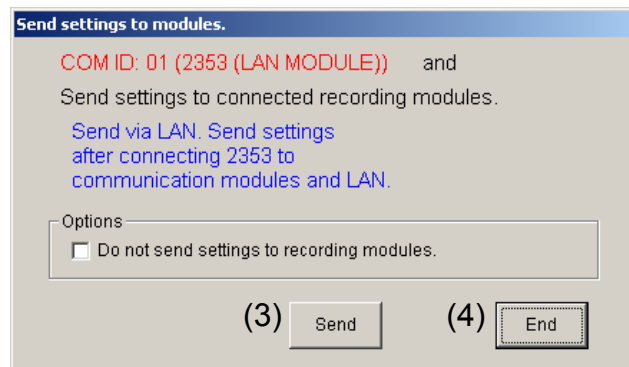 Send settings to modules.
COM ID: 01 (2353 (LAN MODULE)) and
Send settings to connected recording modules.
Send via LAN. Send settings
after connecting 2353 to
communication modules and LAN.
Options
Do not send settings to recording modules.
(3) Send (4) End